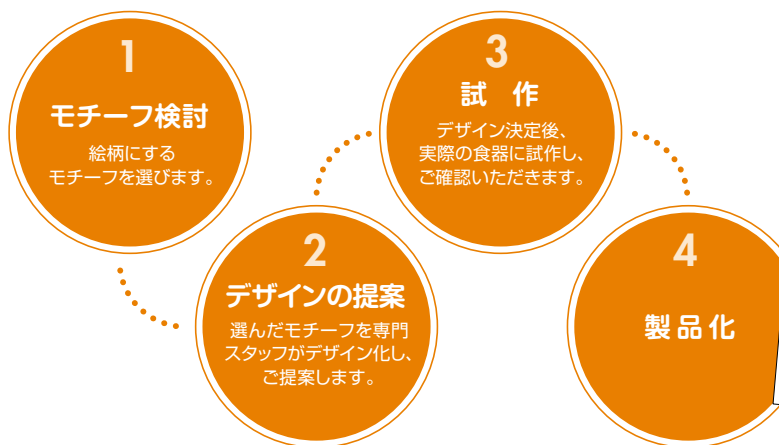 1
モチーフ検討
絵柄にする
モチーフを選びます。
2
デザインの提案
選んだモチーフを専門
スタッフがデザイン化し、
ご提案します。
3
試 作
デザイン決定後、
実際の食器に試作し、
ご確認いただきます。
4
製品化